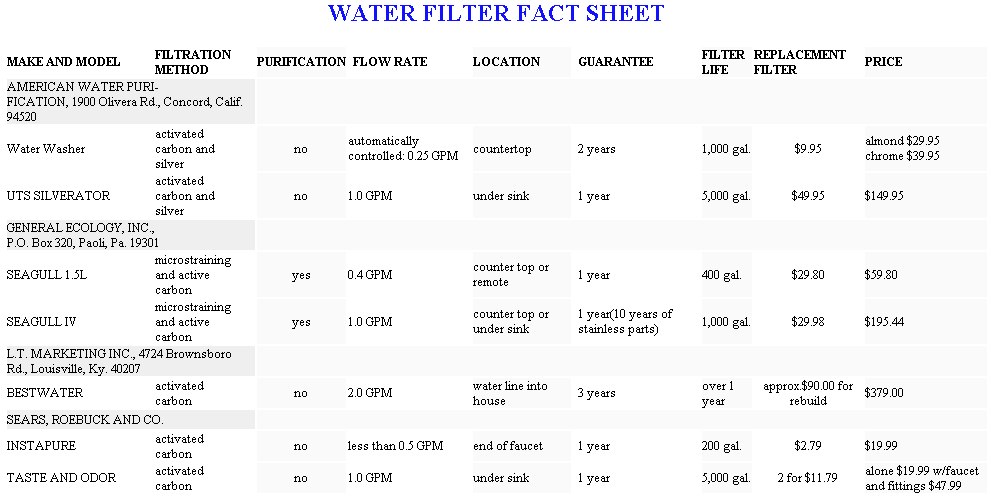 WATER FILTER FACT SHEET
MAKE AND MODEL FILTRATION METHOD PURIFICATION FLOW RATE LOCATION GUARANTEE FILTER LIFE REPLACEMENT FILTER PRICE
AMERICAN WATER PURI-
FICATION, 1900 Olivera Rd., Concord, Calif.
94520
Water Washer activated carbon and silver no automatically controlled: 0.25 GPM countertop 2 years 1,000 gal. $9.95 almond $29.95 chrome $39.95
UTS SILVERATOR activated carbon and silver no 1.0 GPM under sink 1 year 5,000 gal. $49.95 $149.95
GENERAL ECOLOGY, INC.,
P.O. Box 320, Paoli, Pa. 19301
SEAGULL 1.5L microstraining and active carbon yes 0.4 GPM counter top or remote 1 year 400 gal. $29.80 $59.80
SEAGULL IV microstraining and active carbon yes 1.0 GPM counter top or under sink 1 year(10 years of stainless parts) 1,000 gal. $29.98 $195.44
L.T. MARKETING INC., 4724 Brownsboro
Rd., Louisville, Ky. 40207
BESTWATER activated carbon no 2.0 GPM water line into house 3 years over 1 year approx.$90.00 for rebuild $379.00
SEARS, ROEBUCK AND CO.
INSTAPURE activated carbon no less than 0.5 GPM end of faucet 1 year 200 gal. $2.79 $19.99
TASTE AND ODOR activated carbon no 1.0 GPM under sink 1 year 5,000 gal. 2 for $11.79 alone $19.99 w/faucet and fittings $47.99